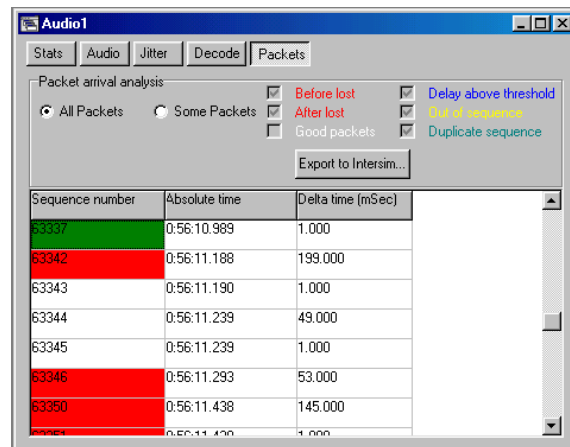 Audio1
Stats Audio Jitter Decode Packets
Packet arrival analysis
All Packets Some Packets
Before lost Delay above threshold
After lost Out of sequence
Good packets Duplicate sequence
Export to Intersim...
Sequence number Absolute time Delta time (mSec)
63337 0:56:10.989 1.000
63342 0:56:11.188 199.000
63343 0:56:11.190 1.000
63344 0:56:11.239 49.000
63345 0:56:11.239 1.000
63346 0:56:11.293 53.000
63350 0:56:11.438 145.000